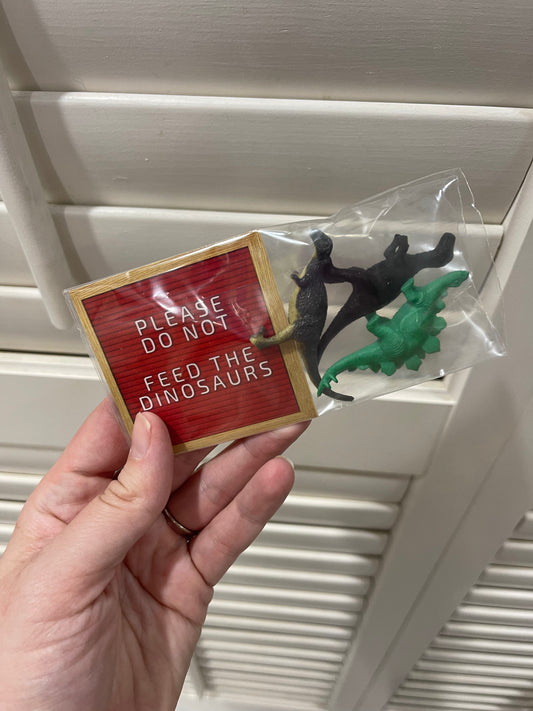 PLEASE
DO NOT
FEED THE
DINOSAURS